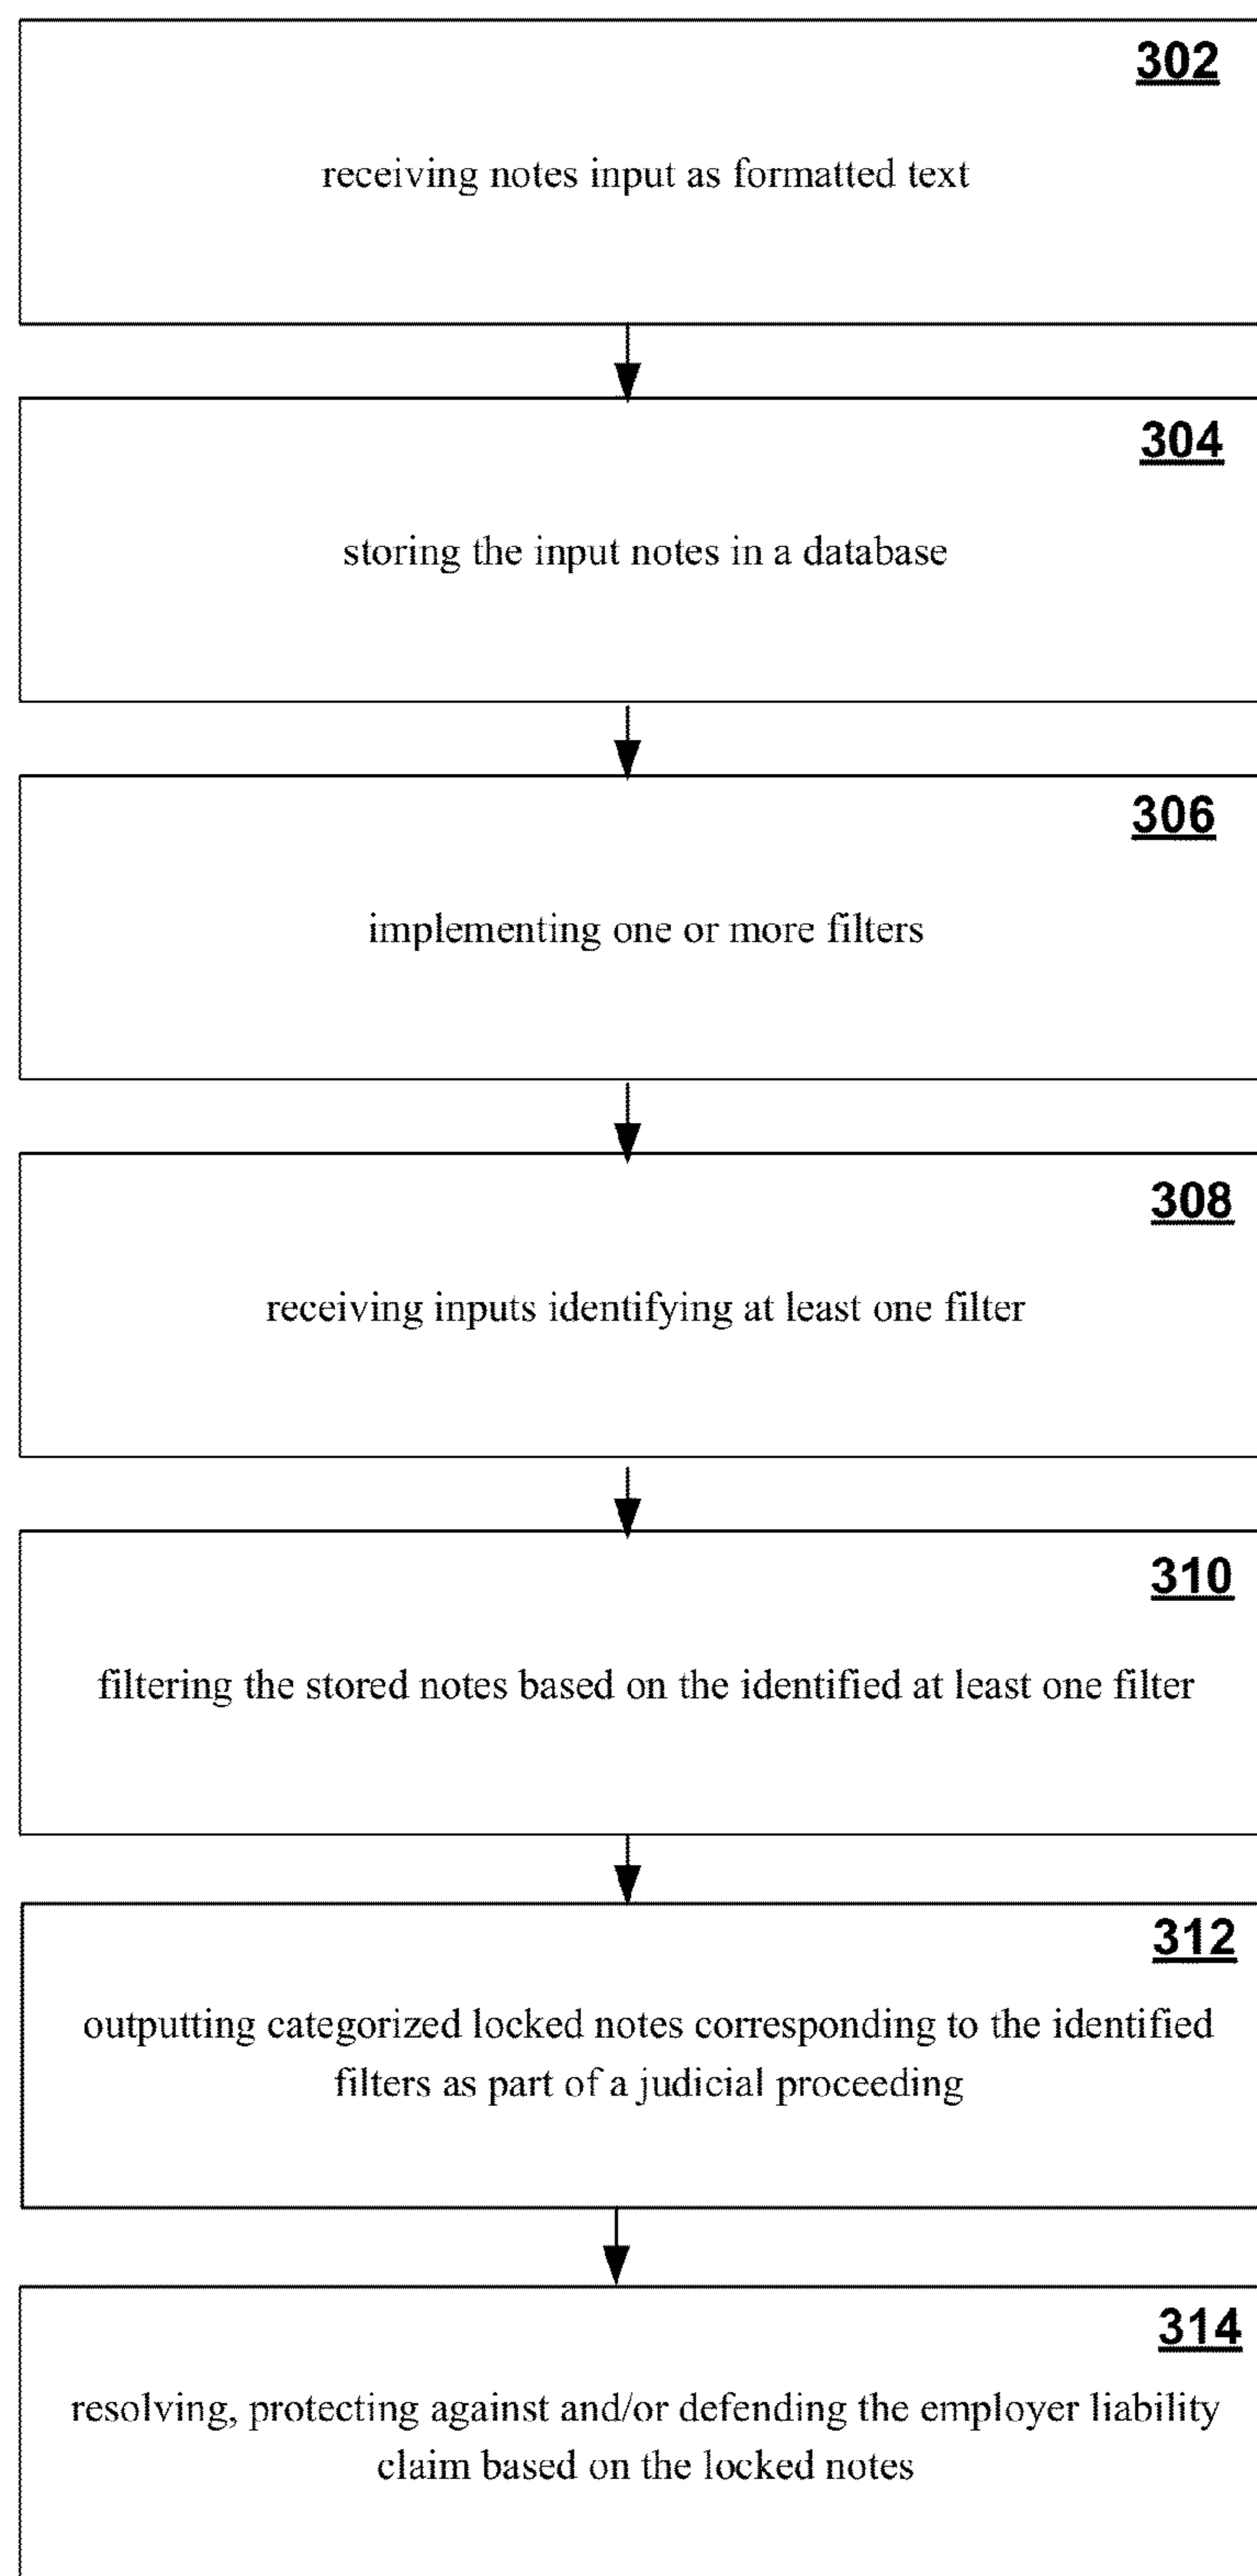 302
receiving notes input as formatted text
304
storing the input notes in a database
306
implementing one or more filters
308
receiving inputs identifying at least one filter
310
filtering the stored notes based on the identified at least one filter
312
outputting categorized locked notes corresponding to the identified
filters as part of a judicial proceeding
314
resolving, protecting against and/or defending the employer liability
claim based on the locked notes